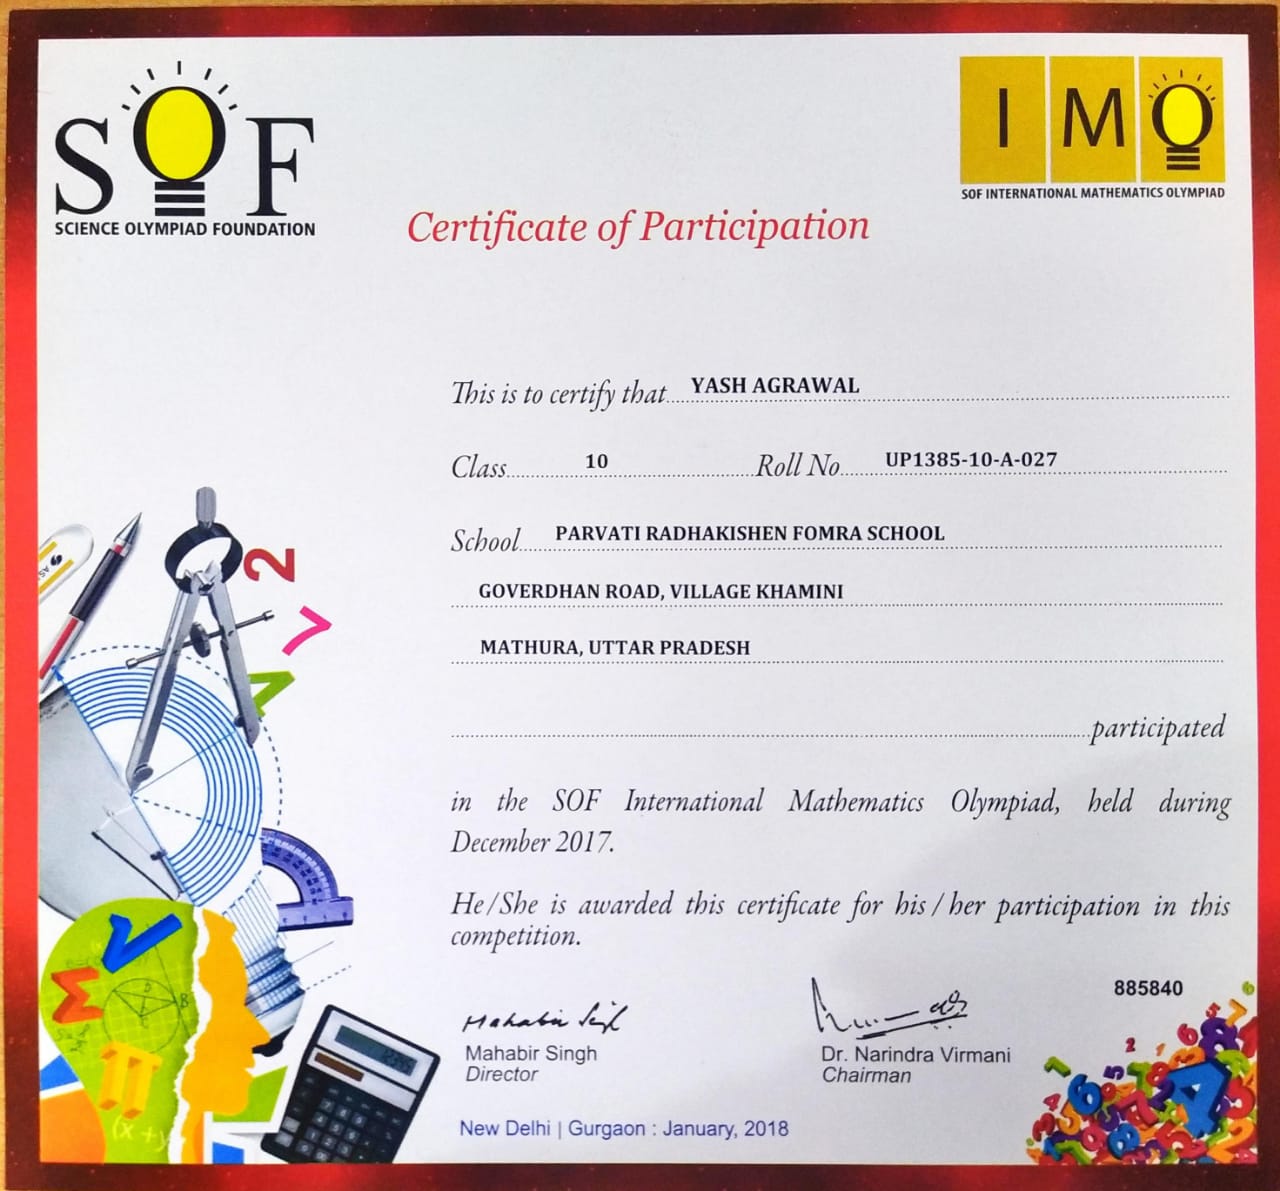 SOF
SCIENCE OLYMPIAD FOUNDATION
IMO
SOF INTERNATIONAL MATHEMATICS OLYMPIAD
Certificate of Participation
This is to certify that YASH AGRAWAL
Class 10 Roll No UP1385-10-A-027
School PARVATI RADHAKISHEN FOMRA SCHOOL
GOVERDHAN ROAD, VILLAGE KHAMINI
MATHURA, UTTAR PRADESH
participated
in the SOF International Mathematics Olympiad, held during
December 2017.
He/She is awarded this certificate for his/her participation in this
competition.
885840
Mahabir Singh
Mahabir Singh
Director
Dr. Narindra Virmani
Chairman
New Delhi | Gurgaon : January, 2018